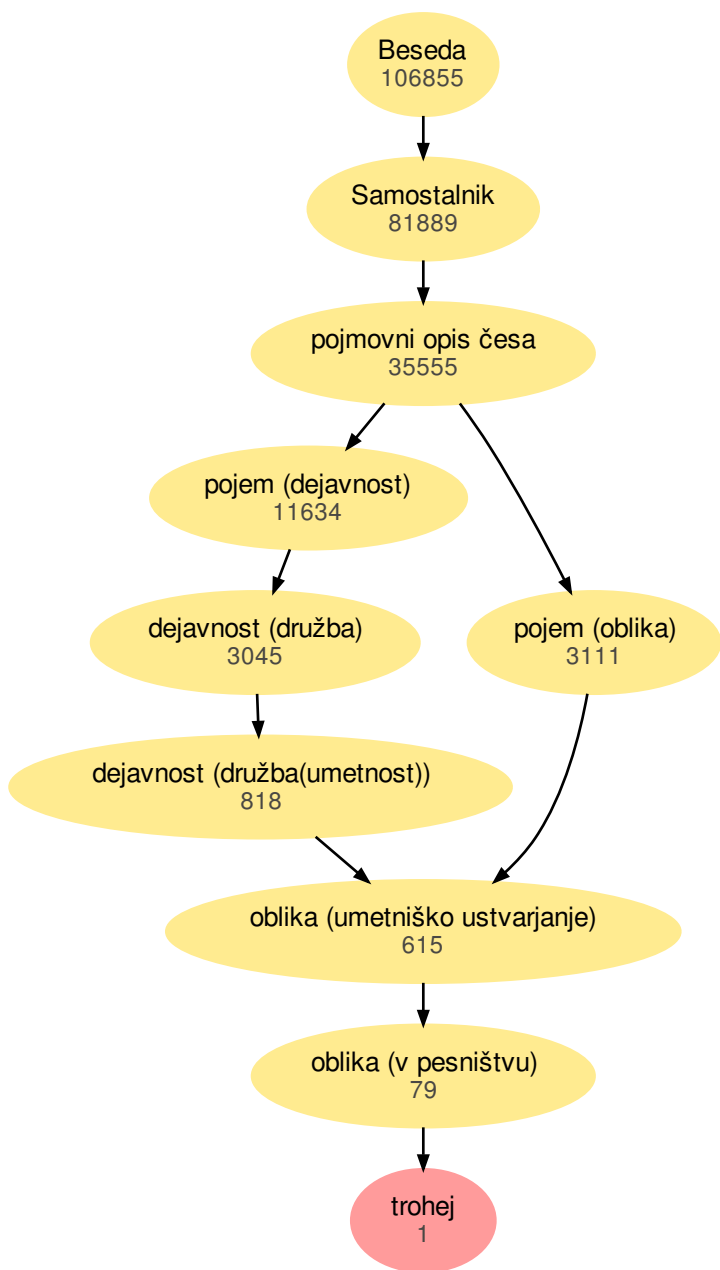 Beseda
106855
Samostalnik
81889
pojmovni opis česa
35555
pojem (dejavnost)
11634
dejavnost (družba)
3045
pojem (oblika)
3111
dejavnost (družba(umetnost))
818
oblika (umetniško ustvarjanje)
615
oblika (v pesništvu)
79
trohej
1